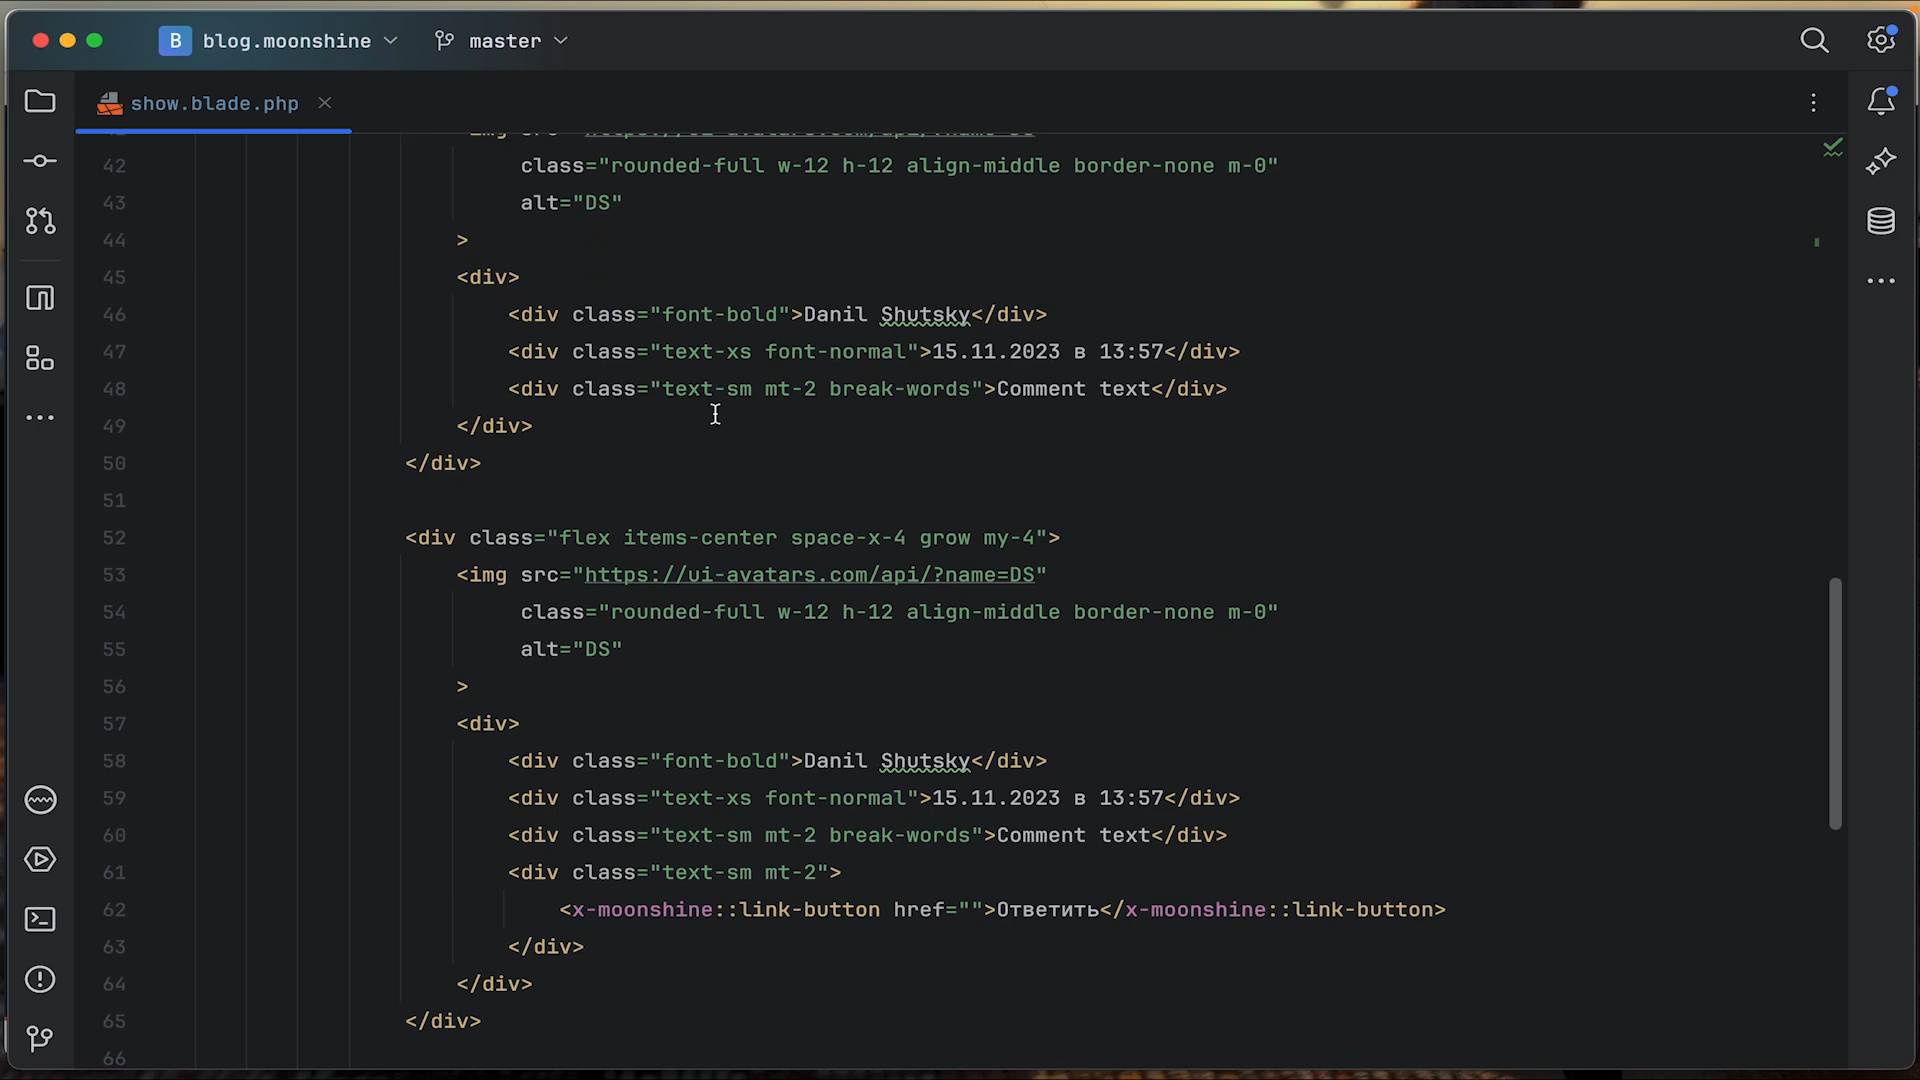 B blog.moonshine master
show.blade.php
42 class="rounded-full w-12 h-12 align-middle border-none m-0"
43 alt="DS"
44 >
45 <div>
46 <div class="font-bold">Danil Shutsky</div>
47 <div class="text-xs font-normal">15.11.2023 в 13:57</div>
48 <div class="text-sm mt-2 break-words">Comment text</div>
49 </div>
50 </div>
51
52 <div class="flex items-center space-x-4 grow my-4">
53 <img src="https://ui-avatars.com/api/?name=DS"
54 class="rounded-full w-12 h-12 align-middle border-none m-0"
55 alt="DS"
56 >
57 <div>
58 <div class="font-bold">Danil Shutsky</div>
59 <div class="text-xs font-normal">15.11.2023 в 13:57</div>
60 <div class="text-sm mt-2 break-words">Comment text</div>
61 <div class="text-sm mt-2">
62 <x-moonshine::link-button href="">Ответить</x-moonshine::link-button>
63 </div>
64 </div>
65 </div>
66